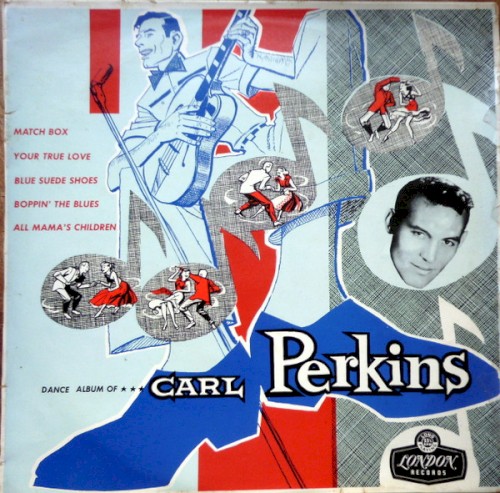 MATCH BOX
YOUR TRUE LOVE
BLUE SUEDE SHOES
BOPPIN' THE BLUES
ALL MAMA'S CHILDREN
DANCE ALBUM OF ★★★ CARL Perkins
LONDON
RECORDS